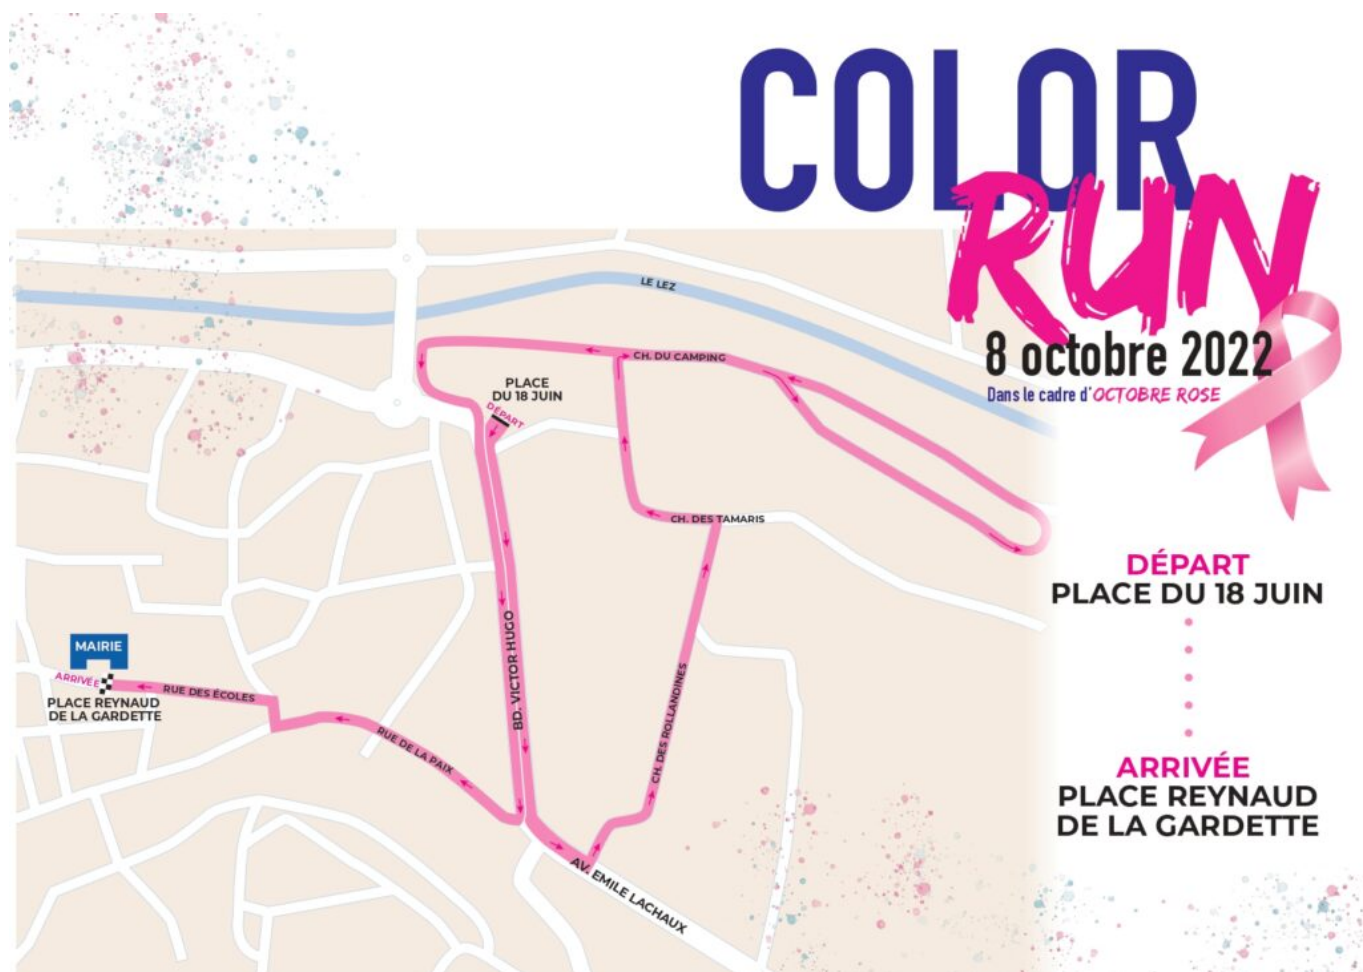 COLOR
RUN
8 octobre 2022
Dans le cadre d'OCTOBRE ROSE
LE LEZ
CH. DU CAMPING
PLACE
DU 18 JUIN
DÉPART
CH. DES TAMARIS
BD. VICTOR HUGO
CH. DES ROLLANDINES
MAIRIE
ARRIVÉE
RUE DES ÉCOLES
PLACE REYNAUD
DE LA GARDETTE
RUE DE LA PAIX
AV. EMILE LACHAUX
DÉPART
PLACE DU 18 JUIN
ARRIVÉE
PLACE REYNAUD
DE LA GARDETTE